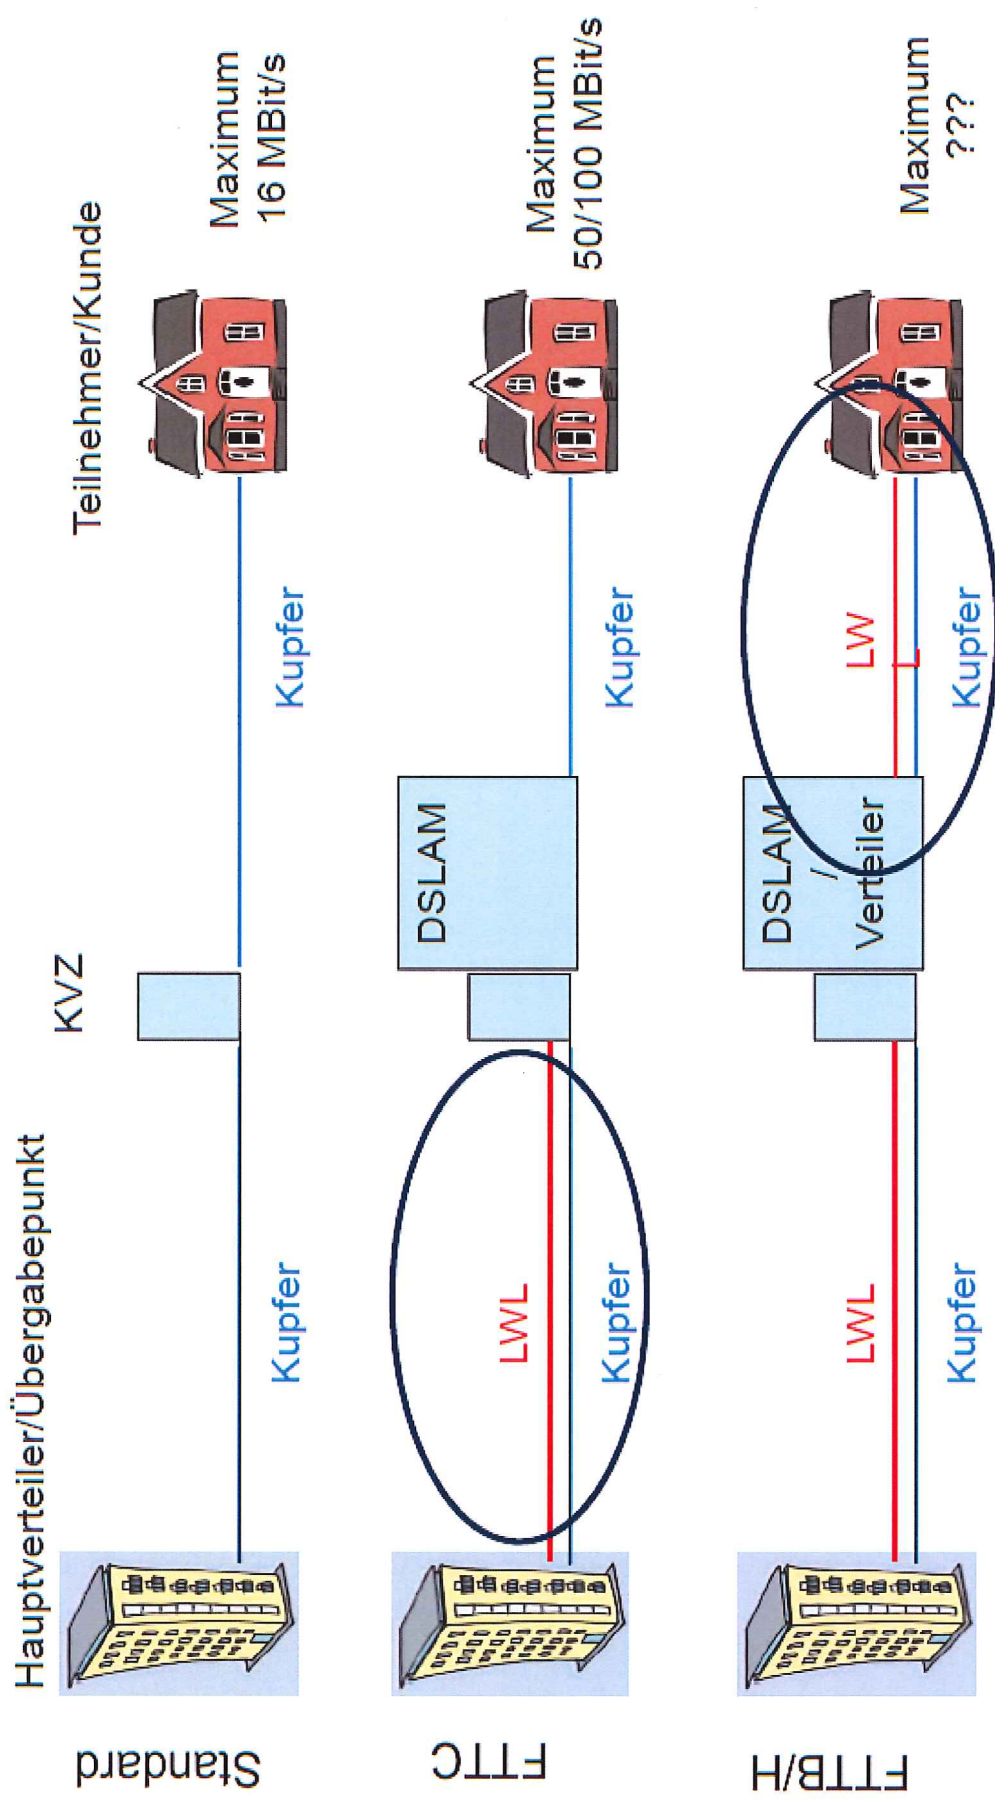 Hauptverteiler/Übergabepunkt
KVZ
Teilnehmer/Kunde
Standard
Kupfer
Kupfer
Maximum
16 MBit/s
FTTC
LWL
Kupfer
DSLAM
Kupfer
Maximum
50/100 MBit/s
FTTB/H
LWL
Kupfer
DSLAM
/
Verteiler
LW
L
Kupfer
Maximum
???